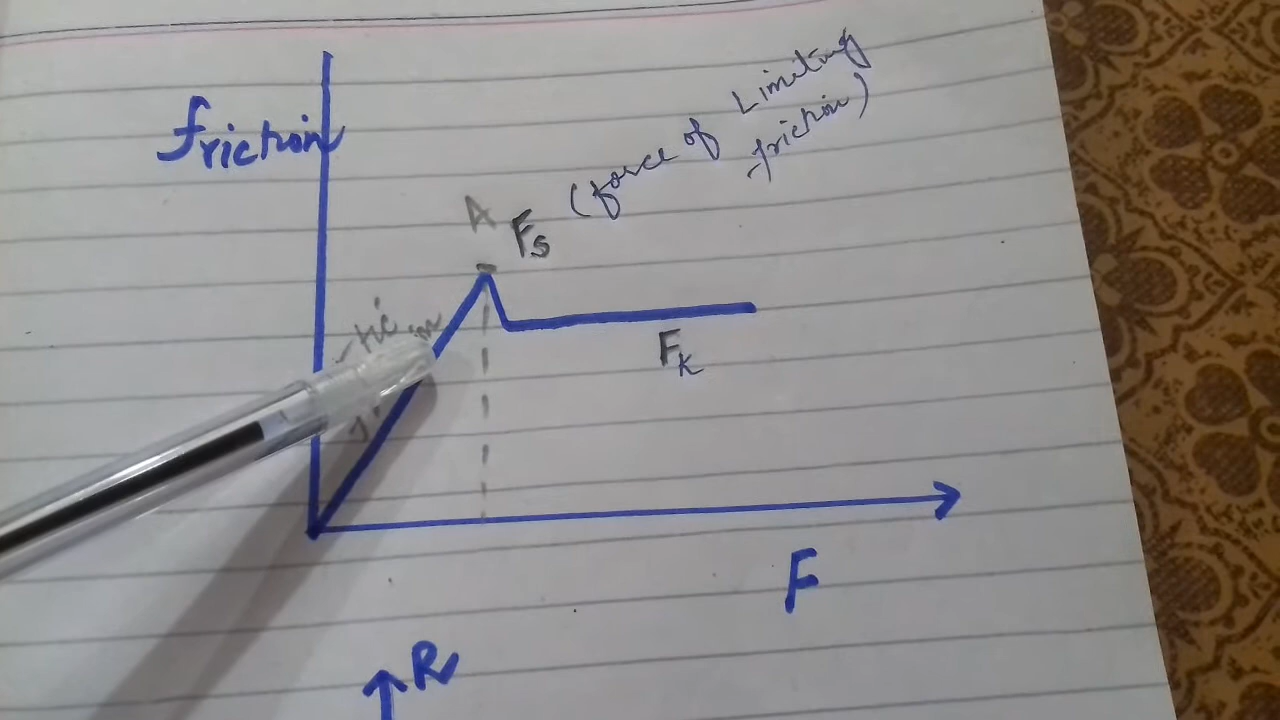 friction
(force of Limiting
friction)
A
Fs
Fk
F
R